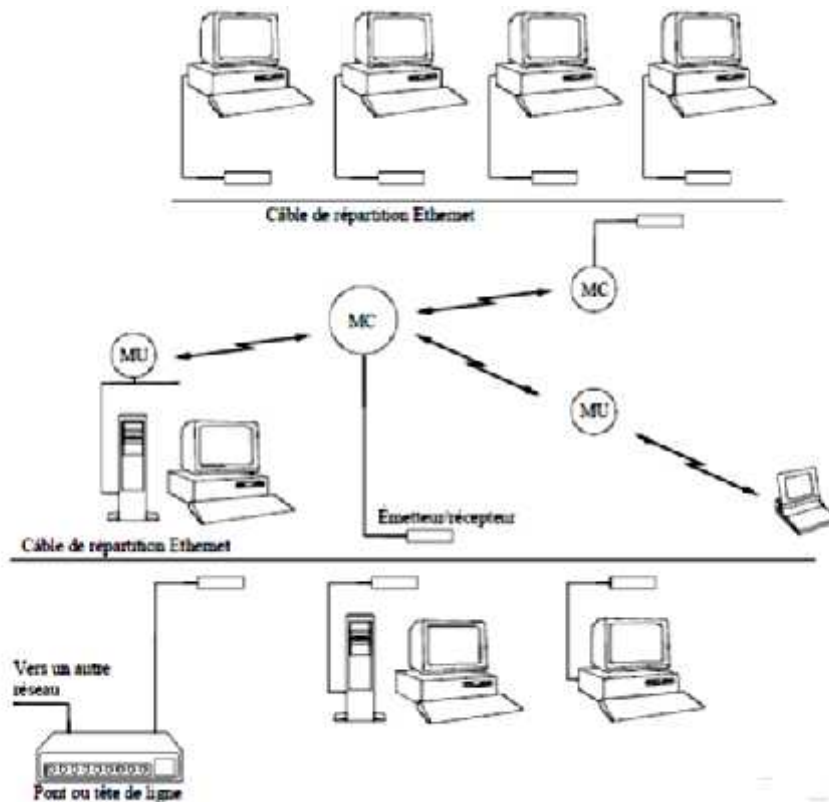 Câble de répartition Ethernet
MC
MC
MU
MU
Émetteur/récepteur
Câble de répartition Ethernet
Vers un autre
réseau
Pont ou tête de ligne